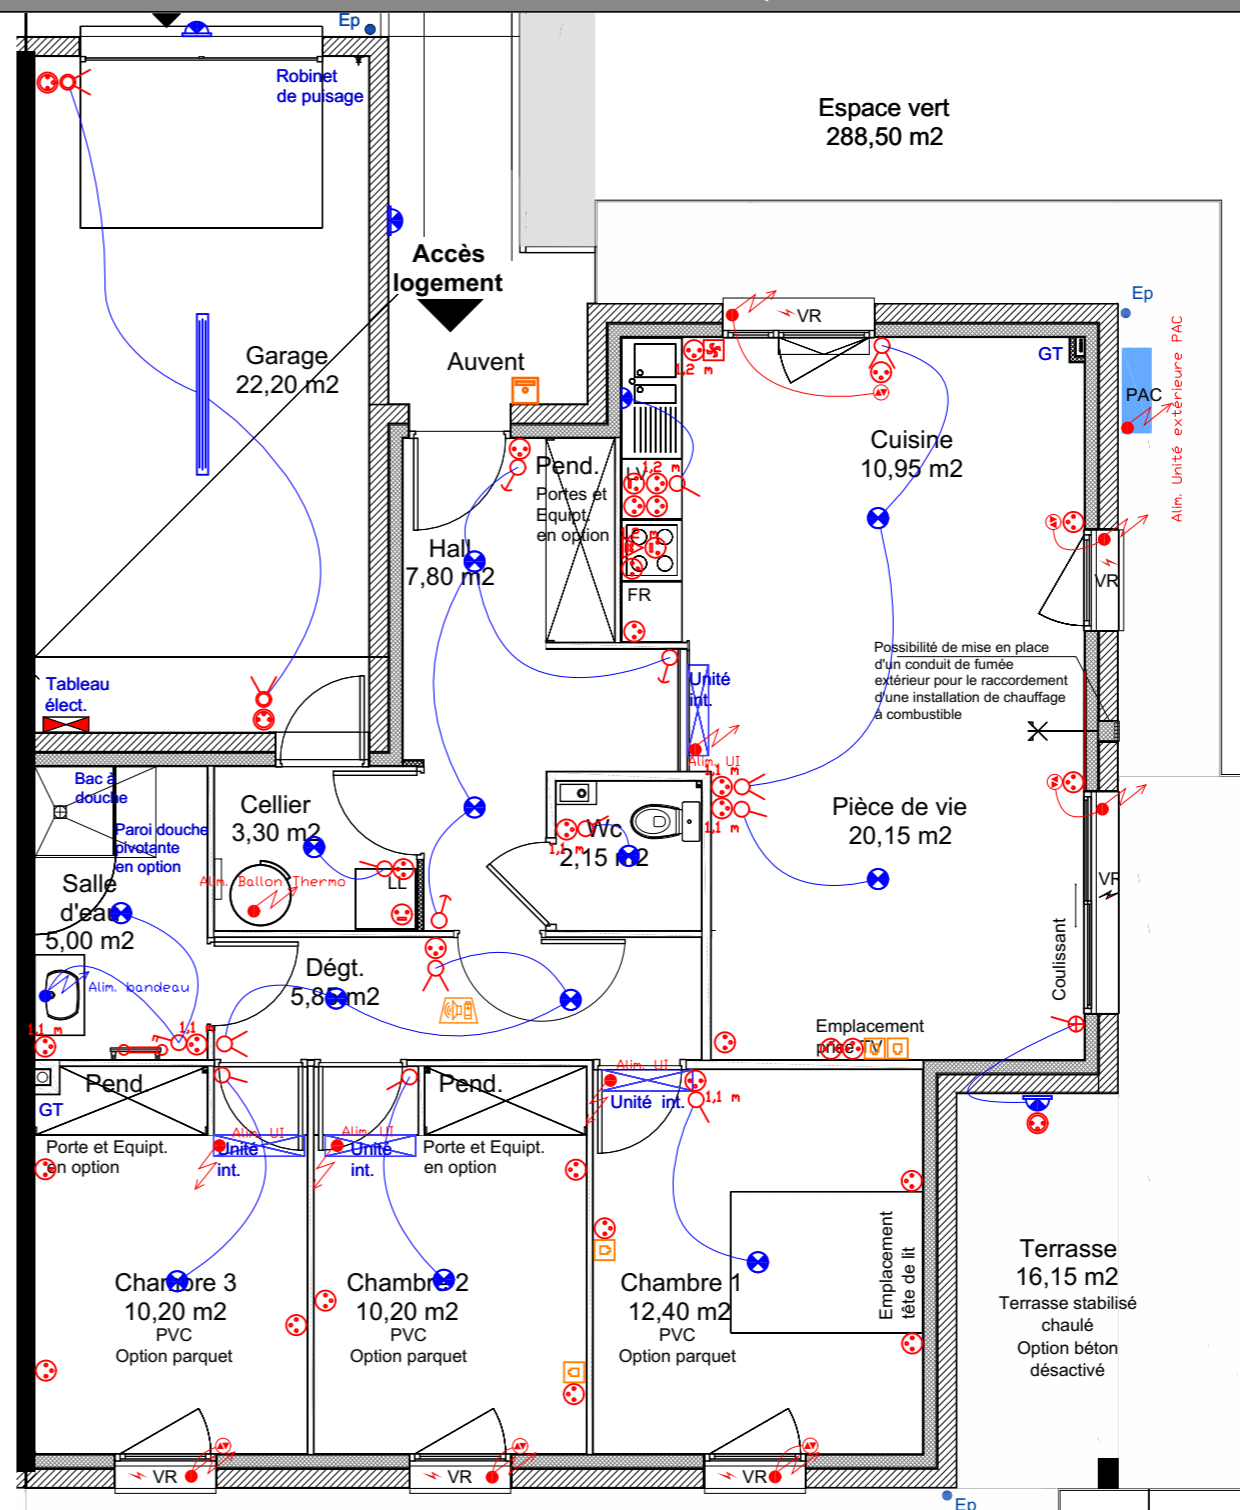 Ep
Robinet
de puisage
Espace vert
288,50 m2
Accès
logement
Auvent
Garage
22,20 m2
VR
Ep
GT
PAC
Alim. Unité extérieure PAC
1,2 m
Cuisine
10,95 m2
Pend.
Portes et
Equipt.
en option
LV
1,2 m
Hall
7,80 m2
FR
VR
Possibilité de mise en place
d'un conduit de fumée
extérieur pour le raccordement
d'une installation de chauffage
à combustible
Tableau
élect.
Unité
int.
Alim. UI
1,1 m
1,1 m
Bac à
douche
Paroi douche
pivotante
en option
Cellier
3,30 m2
Wc
2,15 m2
1,1 m
Pièce de vie
20,15 m2
VR
Salle
d'eau
5,00 m2
Alim. Ballon Thermo
LL
Coulissant
Alim. bandeau
Dégt.
5,85 m2
1,1 m
1,1 m
Emplacement
prise TV
GT
Pend.
Pend.
Alim. UI
Unité int.
1,1 m
Porte et Equipt.
en option
Alim. UI
Unité
int.
Alim. UI
Unité
int.
Porte et Equipt.
en option
Chambre 3
10,20 m2
PVC
Option parquet
Chambre 2
10,20 m2
PVC
Option parquet
Chambre 1
12,40 m2
PVC
Option parquet
Emplacement
tête de lit
Terrasse
16,15 m2
Terrasse stabilisé
chaulé
Option béton
désactivé
VR
VR
VR
Ep